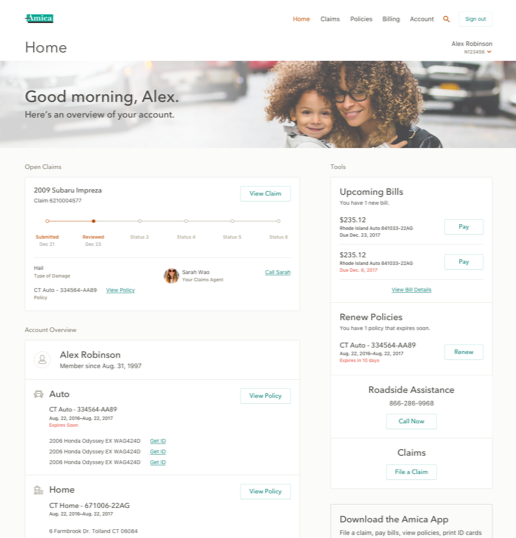 Amica
Home Claims Policies Billing Account Sign out
Home
Alex Robinson
N123456
Good morning, Alex.
Here's an overview of your account.
Open Claims
2009 Subaru Impreza
Claim 6210004577
View Claim
Submitted Reviewed Status 3 Status 4 Status 5 Status 6
Dec 21 Dec 23
Hail
Type of Damage
Sarah Wao
Your Claims Agent
Call Sarah
CT Auto - 334564-AA89 View Policy
Policy
Account Overview
Alex Robinson
Member since Aug. 31, 1997
Auto
View Policy
CT Auto - 334564-AA89
Aug. 22, 2016–Aug. 22, 2017
Expires Soon
2006 Honda Odyssey EX WAG424D Get ID
2006 Honda Odyssey EX WAG424D Get ID
2006 Honda Odyssey EX WAG424D Get ID
Home
View Policy
CT Home - 671006-22AG
Aug. 22, 2016–Aug. 22, 2017
6 Farmbrook Dr. Tolland CT 06084
Tools
Upcoming Bills
You have 1 new bill.
$235.12
Rhode Island Auto 841033-22AG
Due Dec. 23, 2017
Pay
$235.12
Rhode Island Auto 841033-22AG
Due Dec. 6, 2017
Pay
View Bill Details
Renew Policies
You have 1 policy that expires soon.
CT Auto - 334564-AA89
Aug. 22, 2016–Aug. 22, 2017
Expires in 10 days
Renew
Roadside Assistance
866-286-9968
Call Now
Claims
File a Claim
Download the Amica App
File a claim, pay bills, view policies, print ID cards